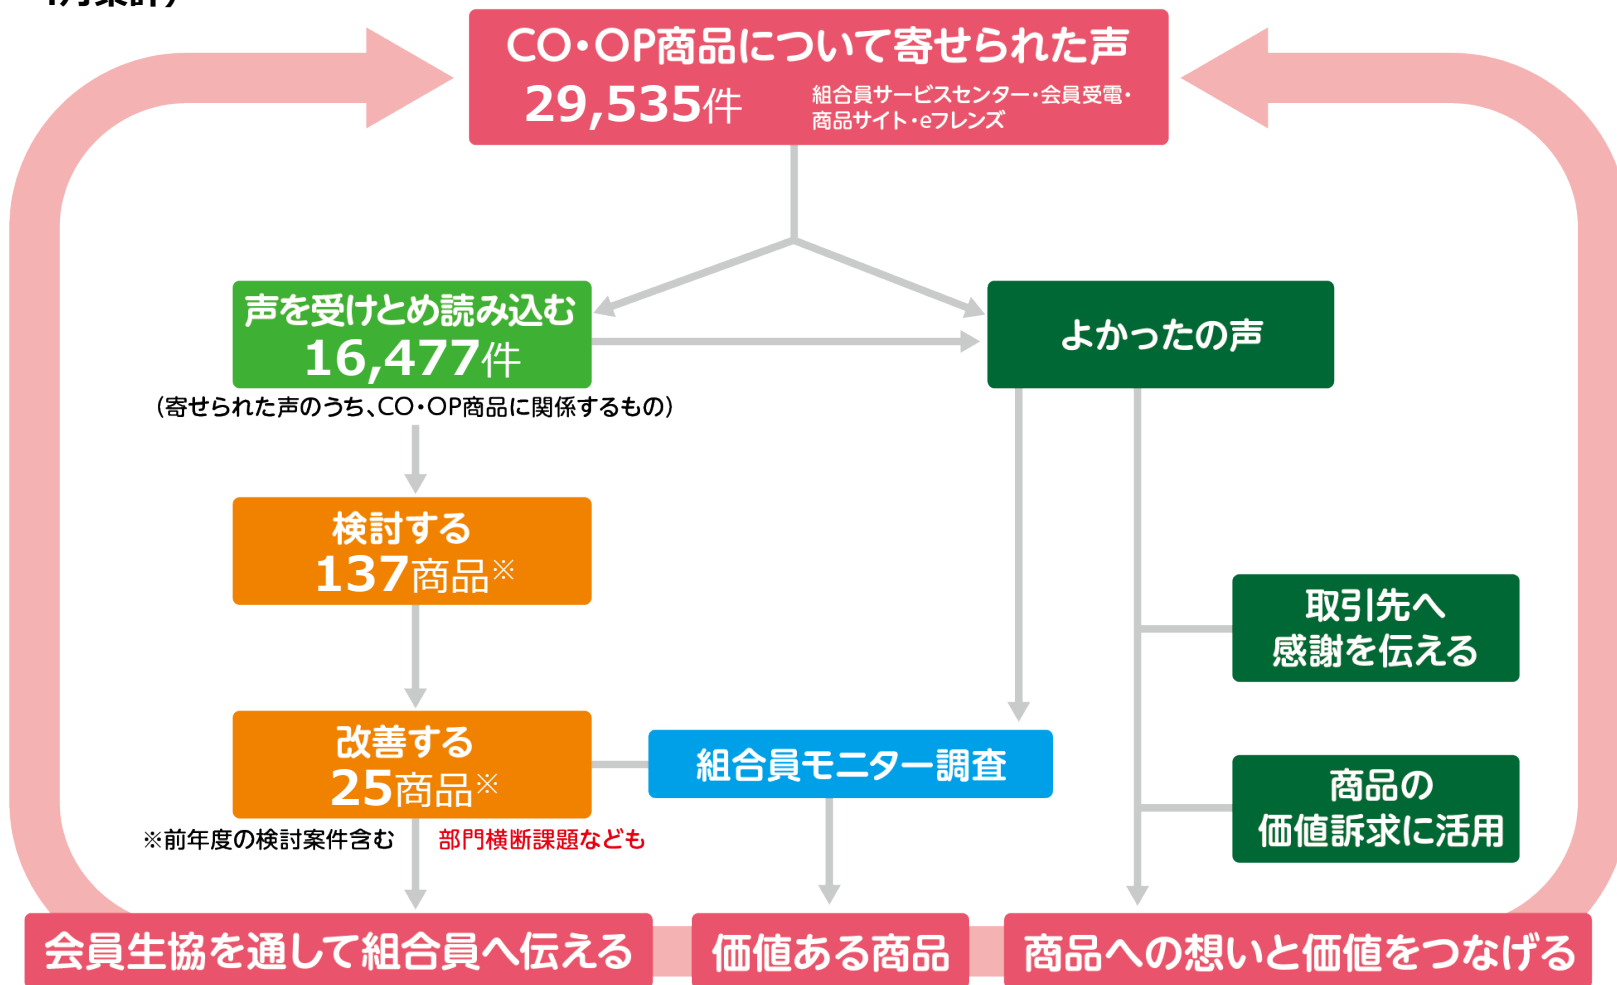 CO・OP商品について寄せられた声
29,535件
組合員サービスセンター・会員受電・
商品サイト・eフレンズ
声を受けとめ読み込む
16,477件
(寄せられた声のうち、CO・OP商品に関係するもの)
よかったの声
検討する
137商品※
取引先へ
感謝を伝える
改善する
25商品※
※前年度の検討案件含む
部門横断課題なども
組合員モニター調査
商品の
価値訴求に活用
会員生協を通して組合員へ伝える
価値ある商品
商品への想いと価値をつなげる